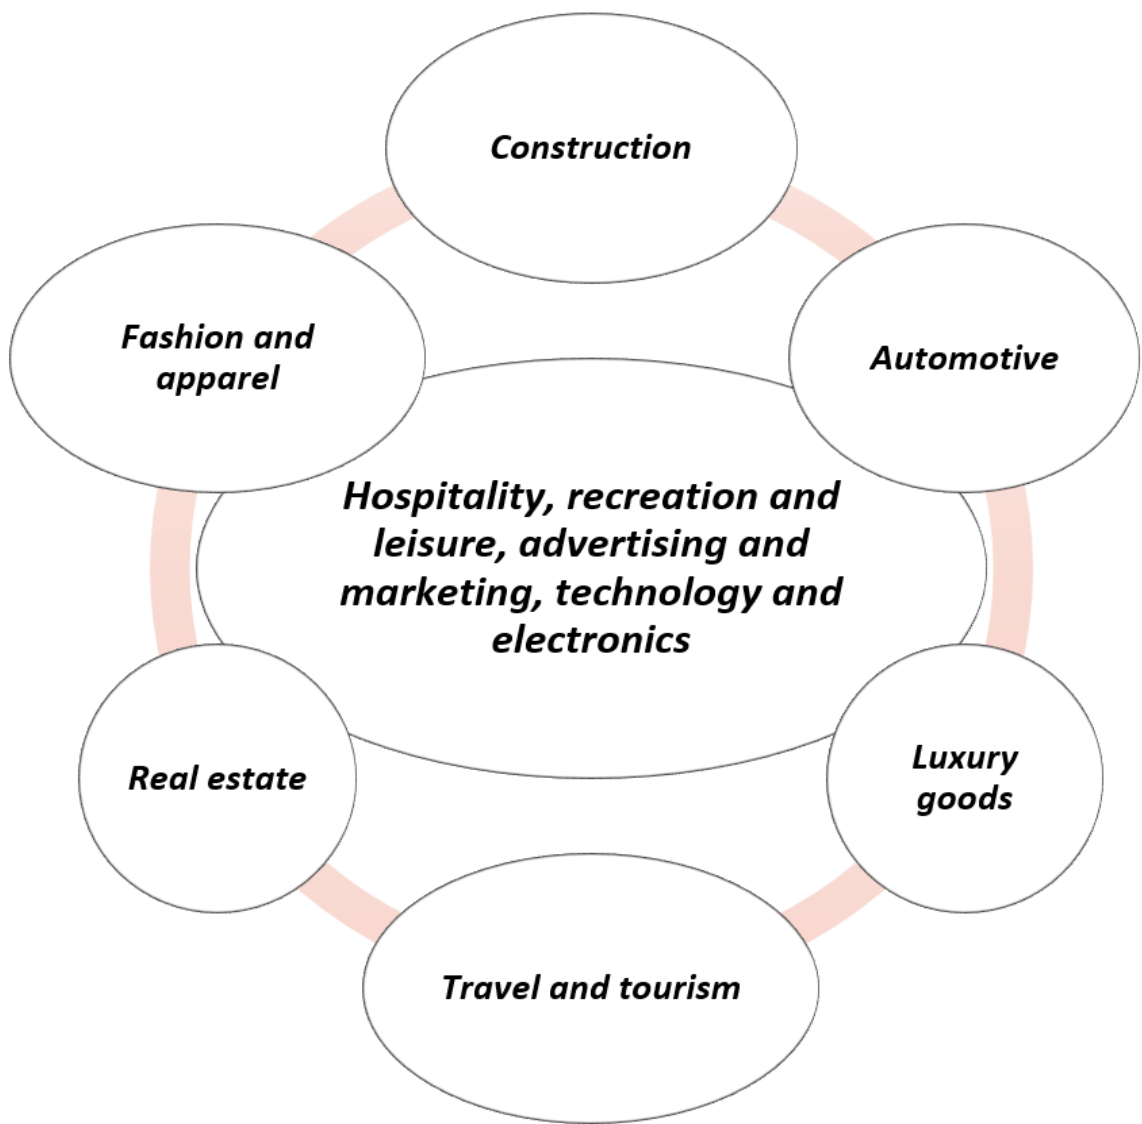 Construction
Fashion and
apparel
Automotive
Hospitality, recreation and
leisure, advertising and
marketing, technology and
electronics
Real estate
Luxury
goods
Travel and tourism